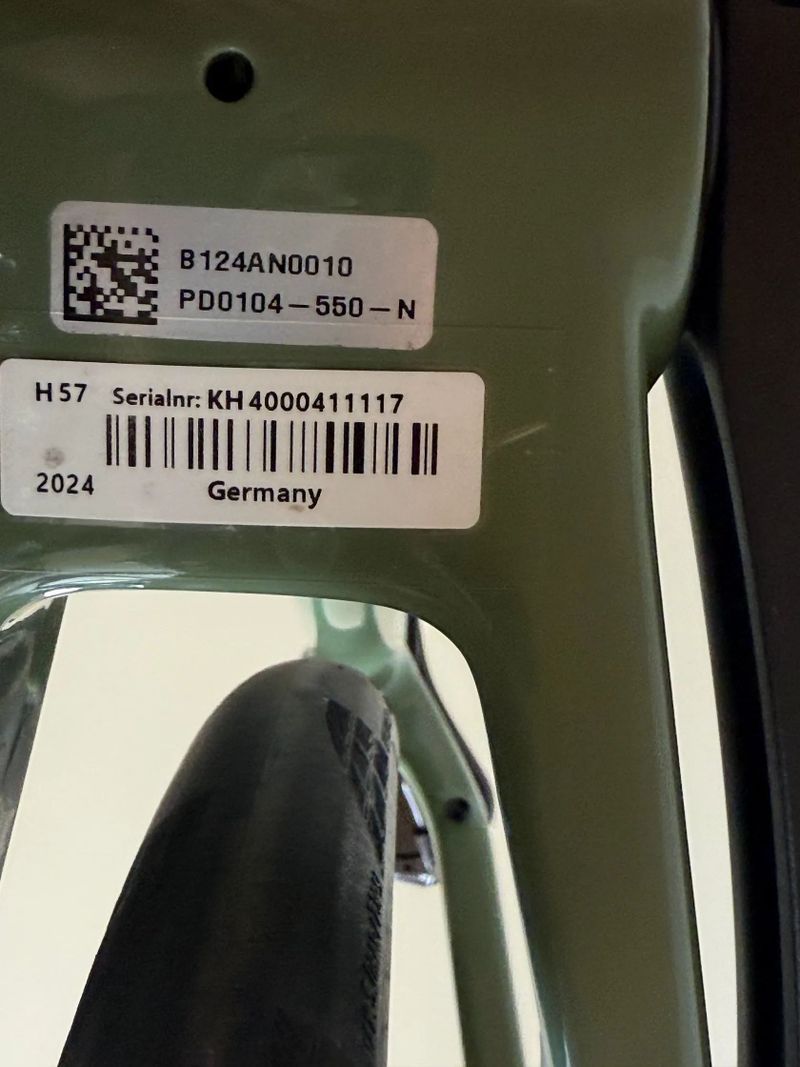 B124AN0010
PD0104-550-N
H57 Serialnr: KH4000411117
2024 Germany